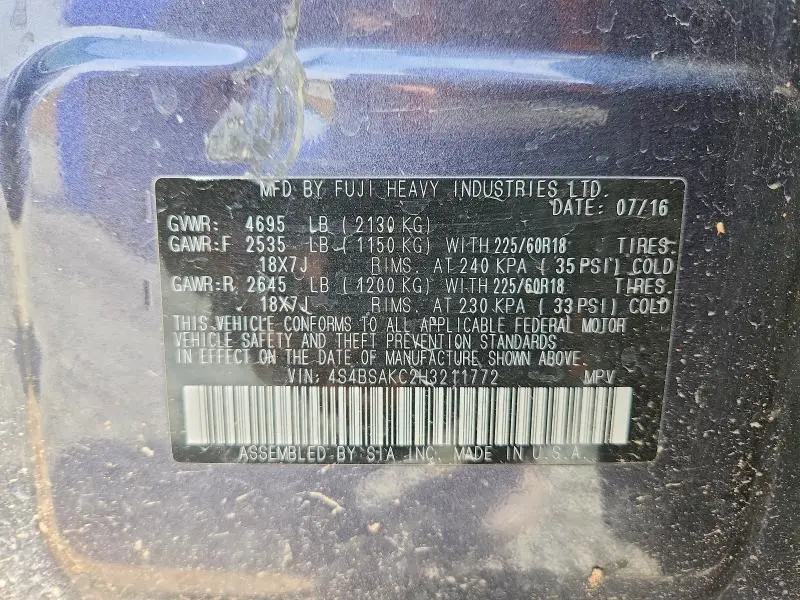 MFD BY FUJI HEAVY INDUSTRIES LTD.
DATE: 07/16
GVWR: 4695 LB ( 2130 KG)
GAWR:F 2535 LB ( 1150 KG) WITH 225/60R18 TIRES.
18X7J RIMS. AT 240 KPA ( 35 PSI) COLD
GAWR:R 2645 LB ( 1200 KG) WITH 225/60R18 TIRES.
18X7J RIMS. AT 230 KPA ( 33 PSI) COLD
THIS VEHICLE CONFORMS TO ALL APPLICABLE FEDERAL MOTOR
VEHICLE SAFETY AND THEFT PREVENTION STANDARDS
IN EFFECT ON THE DATE OF MANUFACTURE SHOWN ABOVE.
VIN: 4S4BSAKC2H3211772 MPV
ASSEMBLED BY SIA INC. MADE IN U.S.A.